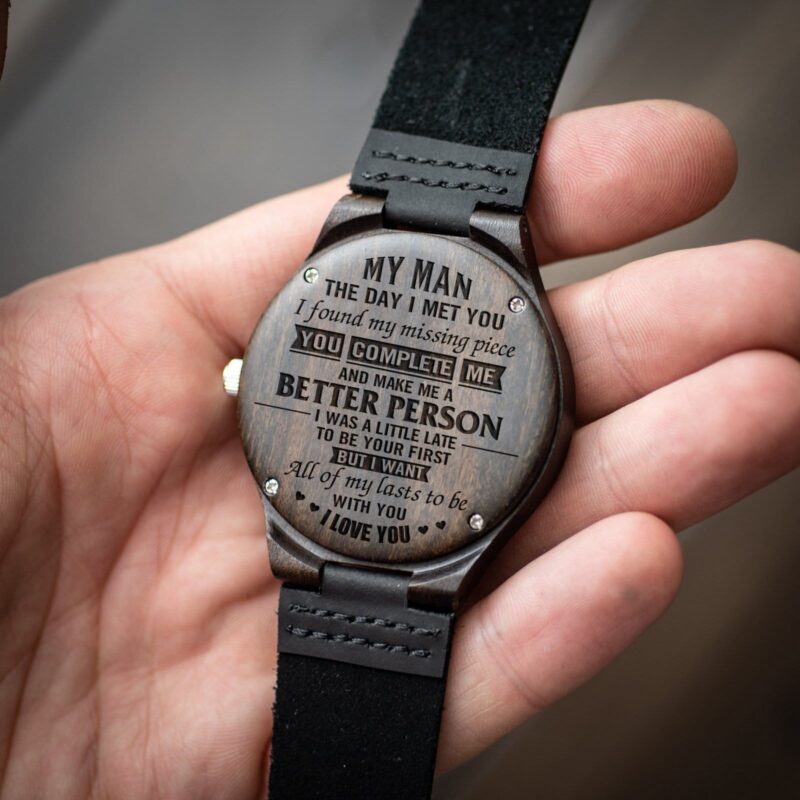 MY MAN
THE DAY I MET YOU
I found my missing piece
YOU COMPLETE ME
AND MAKE ME A
BETTER PERSON
I WAS A LITTLE LATE
TO BE YOUR FIRST
BUT I WANT
All of my lasts to be
WITH YOU
I LOVE YOU